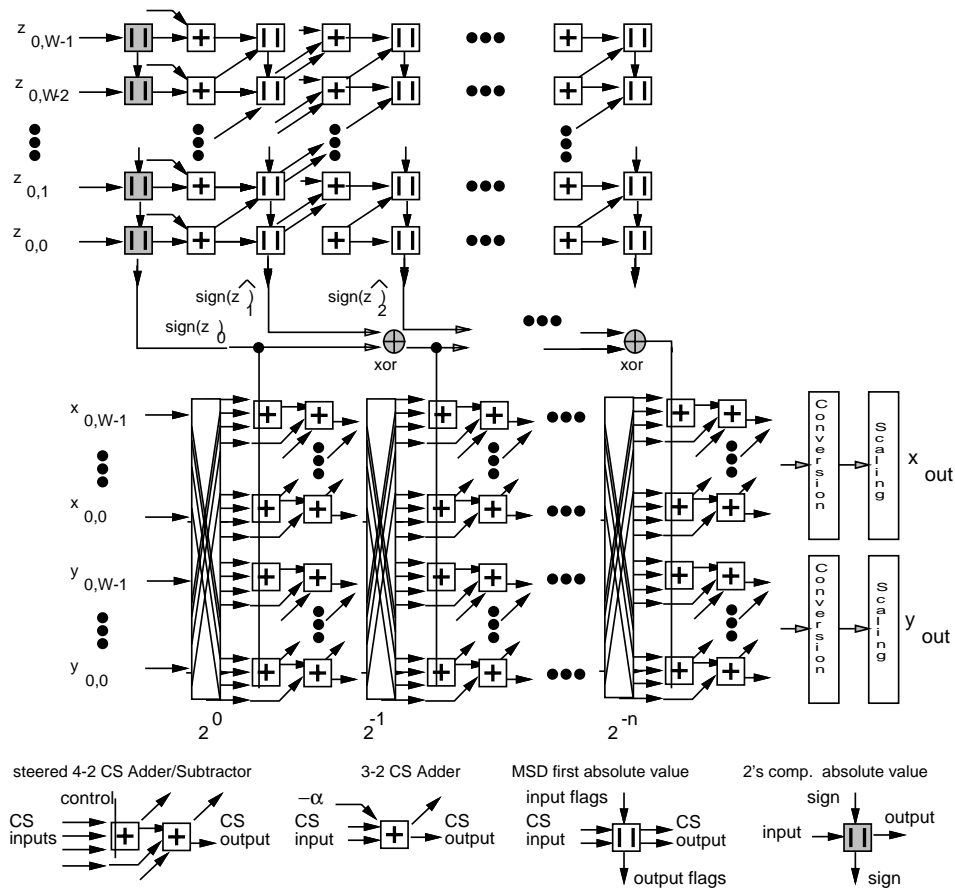 z 0,W-1
z 0,W-2
z 0,1
z 0,0
sign(z^1)
sign(z^2)
sign(z0)
xor
xor
x 0,W-1
x 0,0
y 0,W-1
y 0,0
Conversion
Scaling
x out
Conversion
Scaling
y out
2^0
2^-1
2^-n
steered 4-2 CS Adder/Subtractor
3-2 CS Adder
MSD first absolute value
2's comp. absolute value
control
CS inputs
CS output
−α
CS input
CS output
input flags
CS input
CS output
output flags
sign
input
output
sign